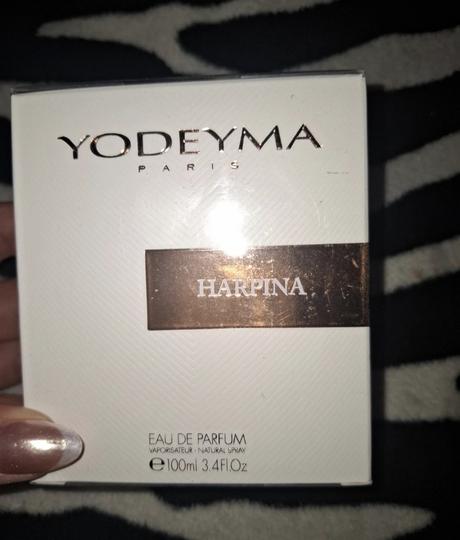 YODEYMA
PARIS
HARPINA
EAU DE PARFUM
VAPORISATEUR · NATURAL SPRAY
℮100ml 3.4Fl.Oz